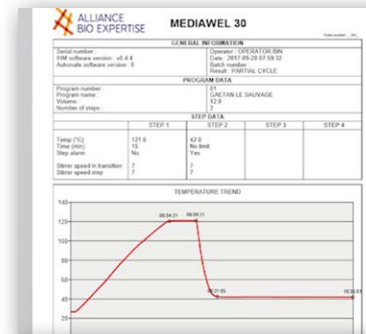 ALLIANCE
BIO EXPERTISE
MEDIAWEL 30
GENERAL INFORMATION
Serial number :
IHM software version : v0.4.4
Automate software version : 0
Operator : OPERATOR BIN
Date : 2017-09-20 07:59:32
Batch number :
Result : PARTIAL CYCLE
PROGRAM DATA
Program number : 01
Program name : GAETAN LE SAUVAGE
Volume : 12.0
Number of steps : 2
STEP DATA
STEP 1 STEP 2 STEP 3 STEP 4
Temp (°C) 121.0 42.0
Time (min) 15 No limit
Step alarm No Yes
Stirrer speed in transition 7 7
Stirrer speed step 7 7
TEMPERATURE TREND
140
120
100
80
60
40
20